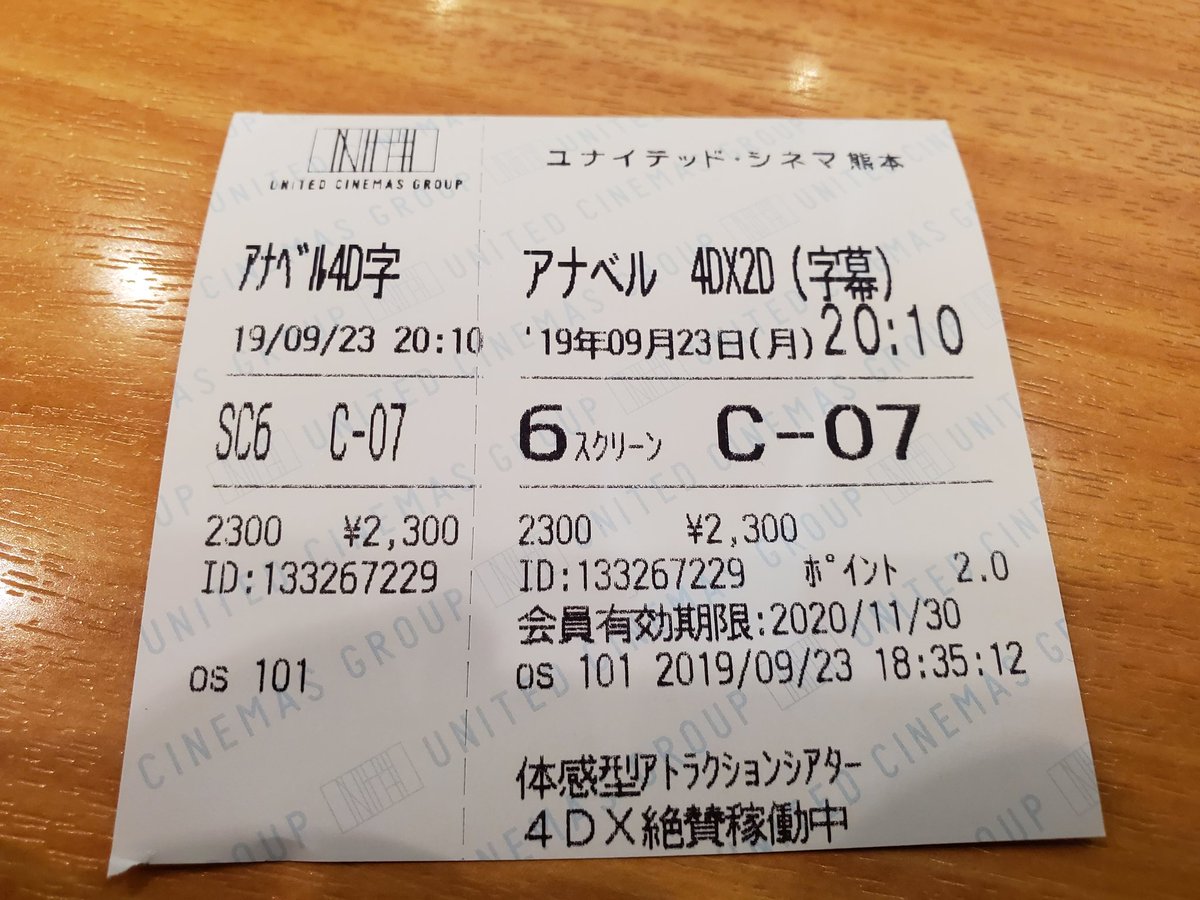 UNITED CINEMAS GROUP
ユナイテッド・シネマ熊本
ｱﾅﾍﾞﾙ4D字
19/09/23 20:10
SC6 C-07
2300 ¥2,300
ID:133267229
os 101
アナベル 4DX2D (字幕)
'19年09月23日(月) 20:10
6スクリーン C-07
2300 ¥2,300
ID:133267229 ﾎﾟｲﾝﾄ 2.0
会員有効期限:2020/11/30
os 101 2019/09/23 18:35:12
体感型アトラクションシアター
4DX絶賛稼働中